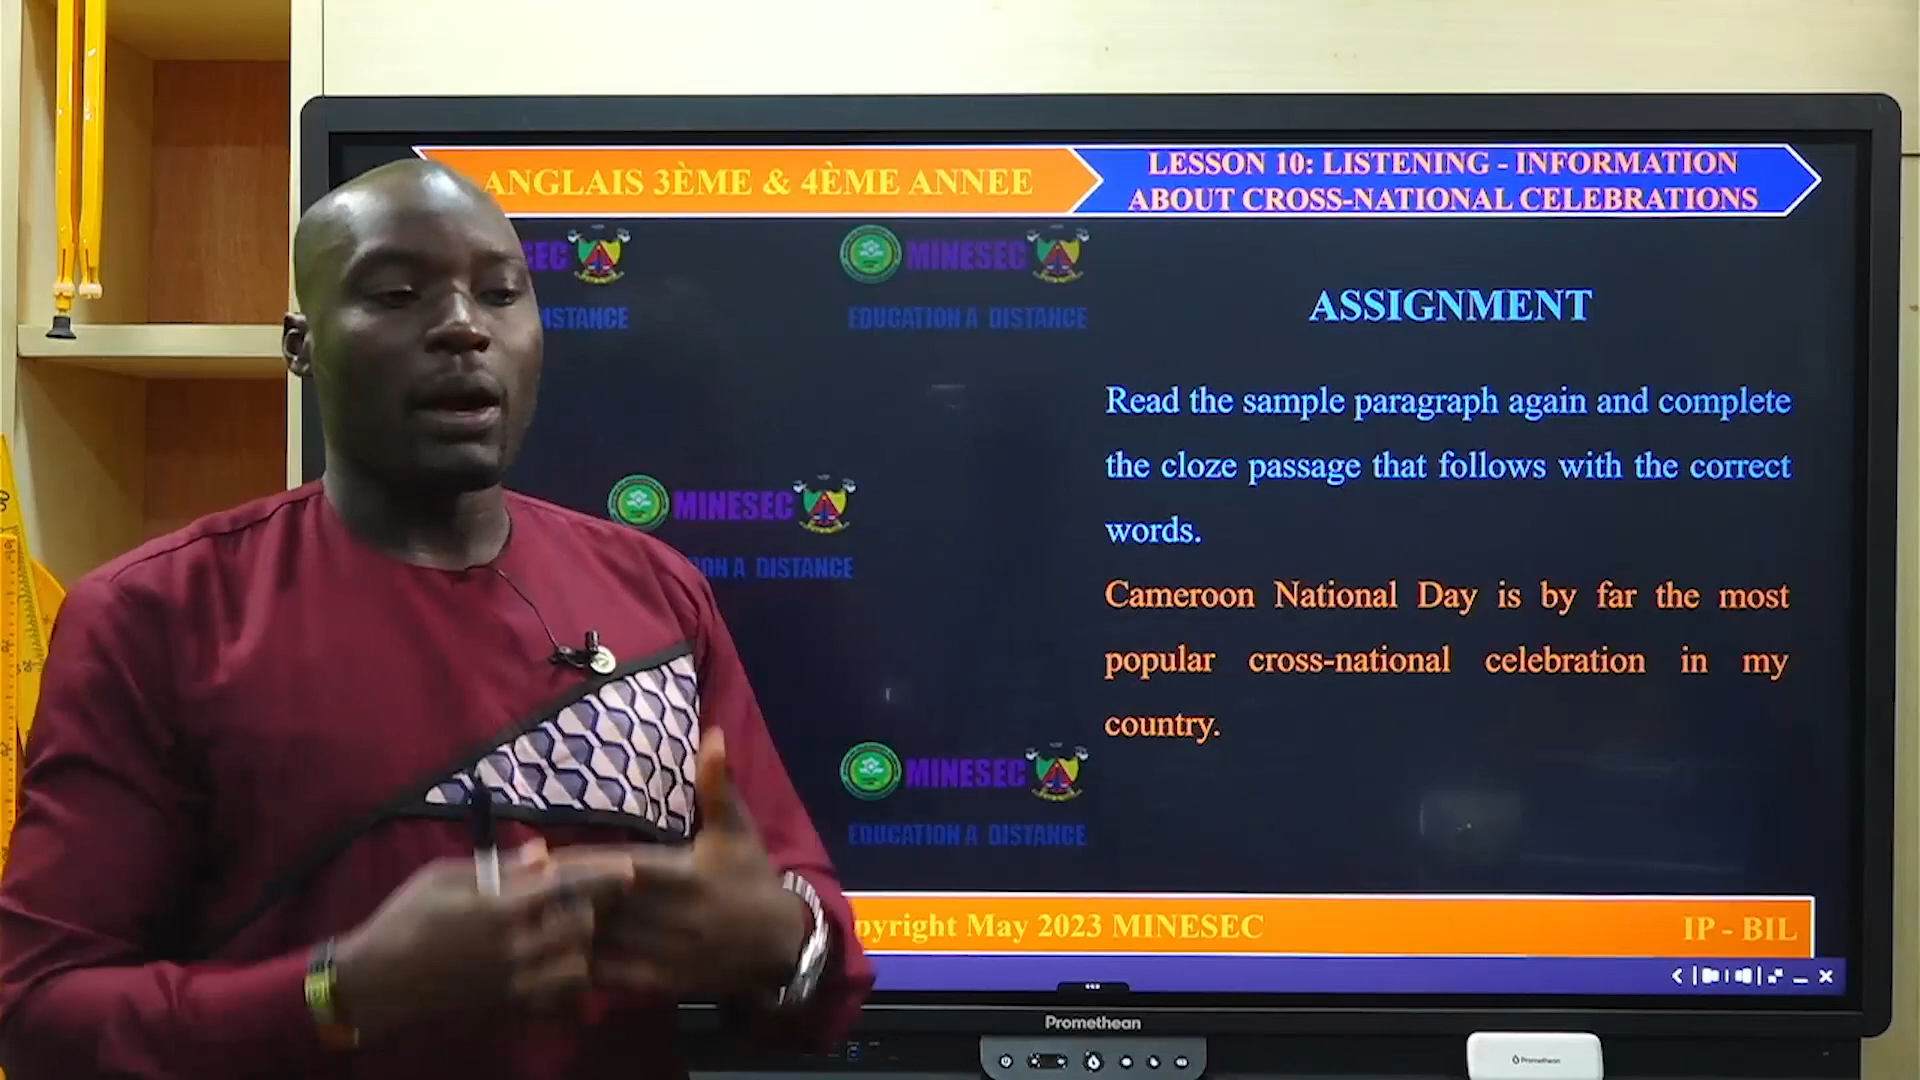 ANGLAIS 3ÈME & 4ÈME ANNEE
LESSON 10: LISTENING - INFORMATION
ABOUT CROSS-NATIONAL CELEBRATIONS
MINESEC
EDUCATION A DISTANCE
ASSIGNMENT
Read the sample paragraph again and complete
the cloze passage that follows with the correct
words.
Cameroon National Day is by far the most
popular cross-national celebration in my
country.
MINESEC
DISTANCE
MINESEC
EDUCATION A DISTANCE
May 2023 MINESEC
IP - BIL
Promethean
Promethean